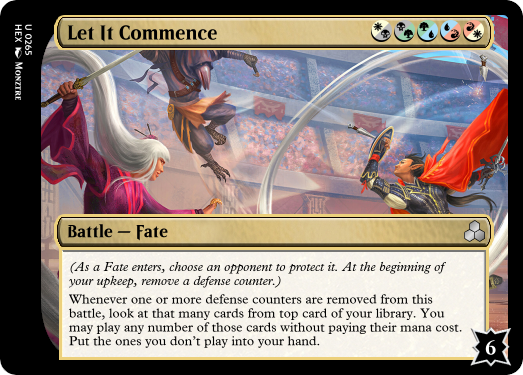 Let It Commence
U 0265
HEX Monzire
Battle — Fate
(As a Fate enters, choose an opponent to protect it. At the beginning of
your upkeep, remove a defense counter.)
Whenever one or more defense counters are removed from this
battle, look at that many cards from top card of your library. You
may play any number of those cards without paying their mana cost.
Put the ones you don't play into your hand.
6